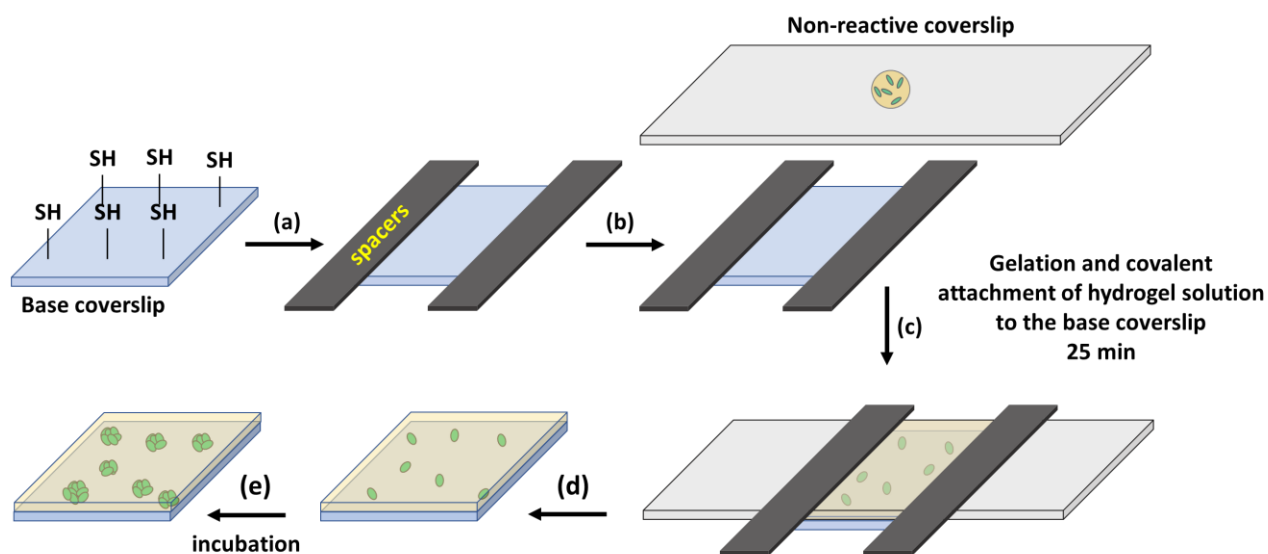 Non-reactive coverslip
SH
SH
SH
SH
SH
SH
Base coverslip
(a)
spacers
(b)
Gelation and covalent
attachment of hydrogel solution
to the base coverslip
25 min
(c)
(d)
(e)
incubation